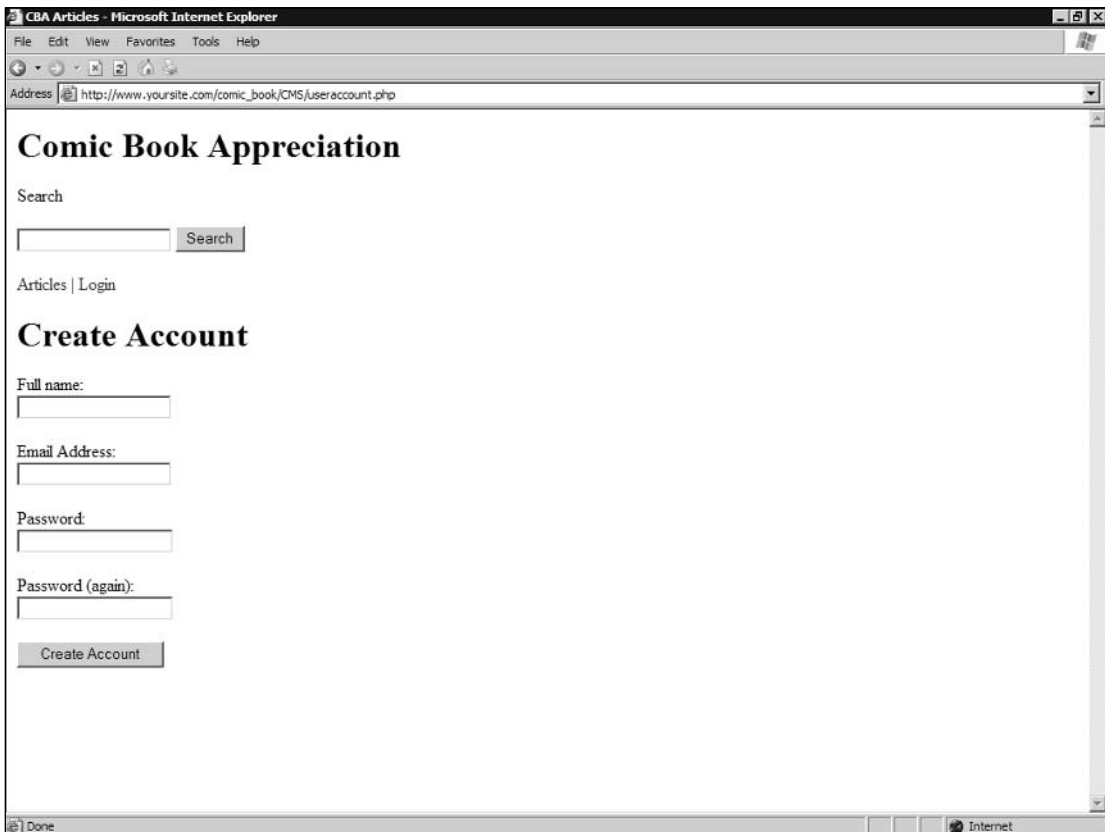 CBA Articles - Microsoft Internet Explorer
File Edit View Favorites Tools Help
Address http://www.yoursite.com/comic_book/CMS/useraccount.php
Comic Book Appreciation
Search
Search
Articles | Login
Create Account
Full name:
Email Address:
Password:
Password (again):
Create Account
Done Internet